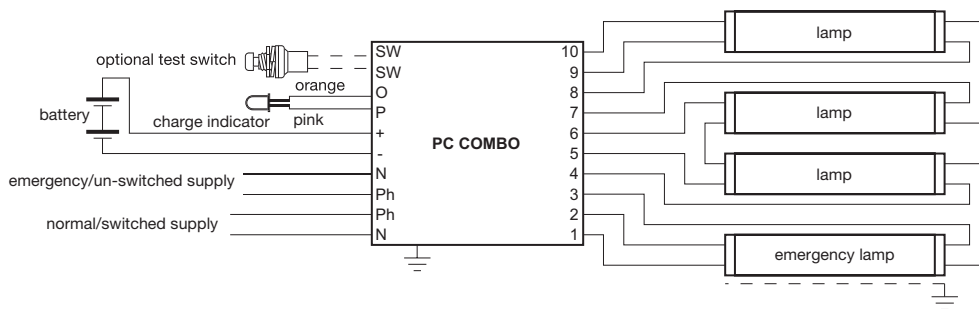 optional test switch
battery
orange
charge indicator
pink
emergency/un-switched supply
normal/switched supply
SW
SW
O
P
+
-
N
Ph
Ph
N
PC COMBO
10
9
8
7
6
5
4
3
2
1
lamp
lamp
lamp
emergency lamp